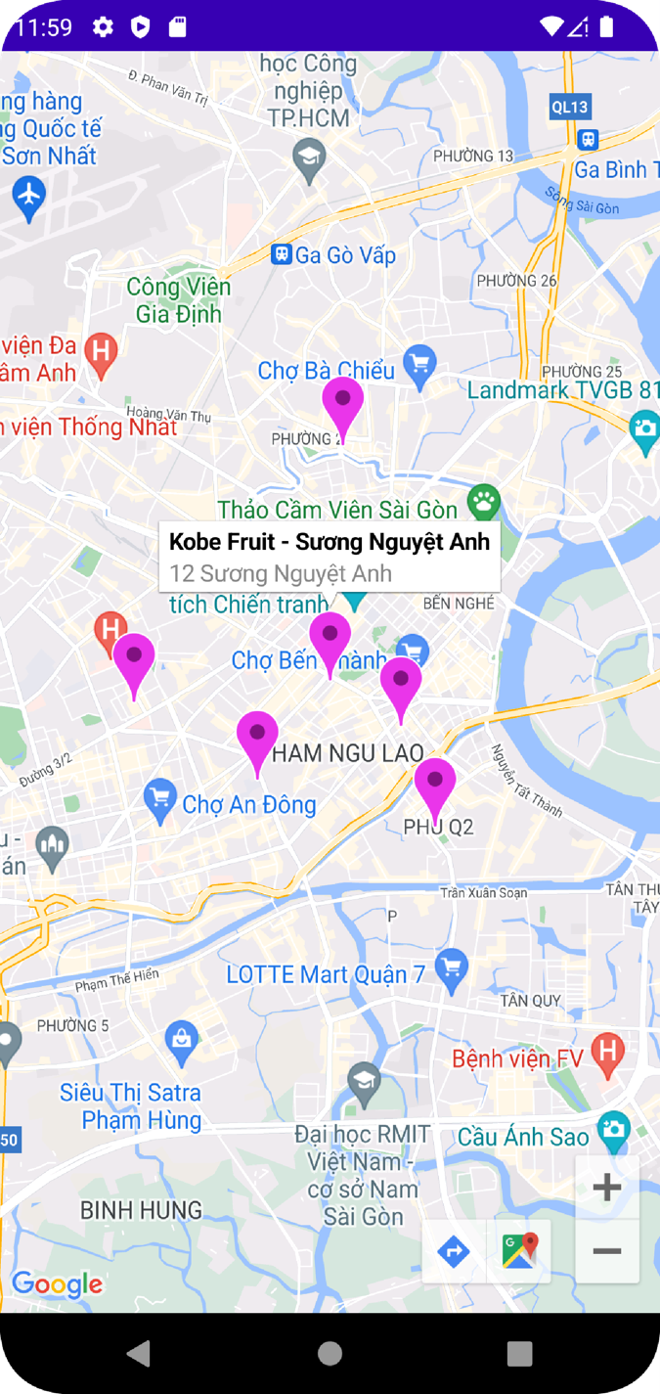 11:59
học Công
nghiệp
TP.HCM
Đ. Phan Văn Trị
ng hàng
g Quốc tế
Sơn Nhất
QL13
PHƯỜNG 13
Ga Bình T
Sông Sài Gòn
Ga Gò Vấp
Công Viên
Gia Định
PHƯỜNG 26
viện Đa
âm Anh
H
Chợ Bà Chiểu
PHƯỜNG 25
Landmark TVGB 81
Hoàng Văn Thụ
n viện Thống Nhất
PHƯỜNG 2
Thảo Cầm Viên Sài Gòn
Kobe Fruit - Sương Nguyệt Anh
12 Sương Nguyệt Anh
tích Chiến tranh
BẾN NGHÉ
H
Chợ Bến Thành
HAM NGU LAO
Đường 3/2
Nguyễn Tất Thành
Chợ An Đông
PHU Q2
u -
án
Trần Xuân Soạn
TÂN THU
TÂY
P
Phạm Thế Hiển
LOTTE Mart Quận 7
TÂN QUY
PHƯỜNG 5
Bệnh viện FV
H
Siêu Thị Satra
Phạm Hùng
50
Đại học RMIT
Việt Nam -
cơ sở Nam
Sài Gòn
Cầu Ánh Sao
+
BINH HUNG
G
−
Google